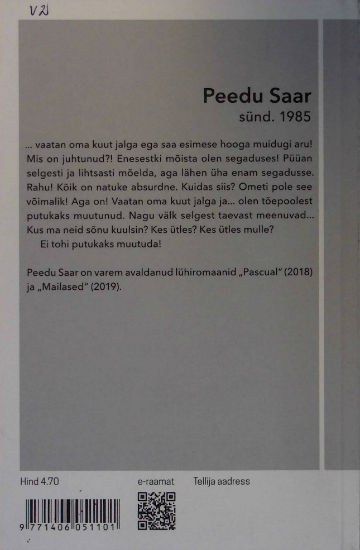 V21
Peedu Saar
sünd. 1985
... vaatan oma kuut jalga ega saa esimese hooga muidugi aru!
Mis on juhtunud?! Enesestki mõista olen segaduses! Püüan
selgesti ja lihtsasti mõelda, aga lähen üha enam segadusse.
Rahu! Kõik on natuke absurdne. Kuidas siis? Ometi pole see
võimalik! Aga on! Vaatan oma kuut jalga ja... olen tõepoolest
putukaks muutunud. Nagu välk selgest taevast meenuvad...
Kus ma neid sõnu kuulsin? Kes ütles? Kes ütles mulle?
Ei tohi putukaks muutuda!
Peedu Saar on varem avaldanud lühiromaanid „Pascual” (2018)
ja „Mailased” (2019).
Hind 4.70
e-raamat
Tellija aadress
9 771406 051101